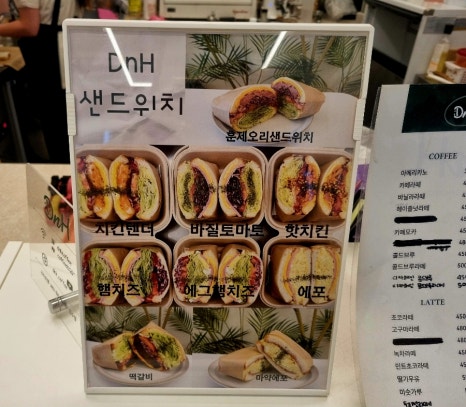 DnH
샌드위치
훈제오리샌드위치
치킨텐더
바질토마토
핫치킨
햄치즈
에그햄치즈
에포
떡갈비
마약에포
COFFEE
아메리카노
카페라떼
바닐라라떼
헤이즐넛라떼
카페모카
콜드브루
콜드브루라떼
LATTE
초코라떼
고구마라떼
녹차라떼
민트초코라떼
딸기우유
미숫가루